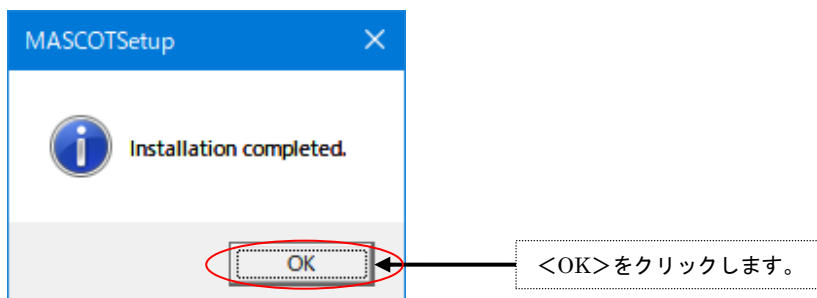 MASCOTSetup
Installation completed.
OK
＜OK＞をクリックします。